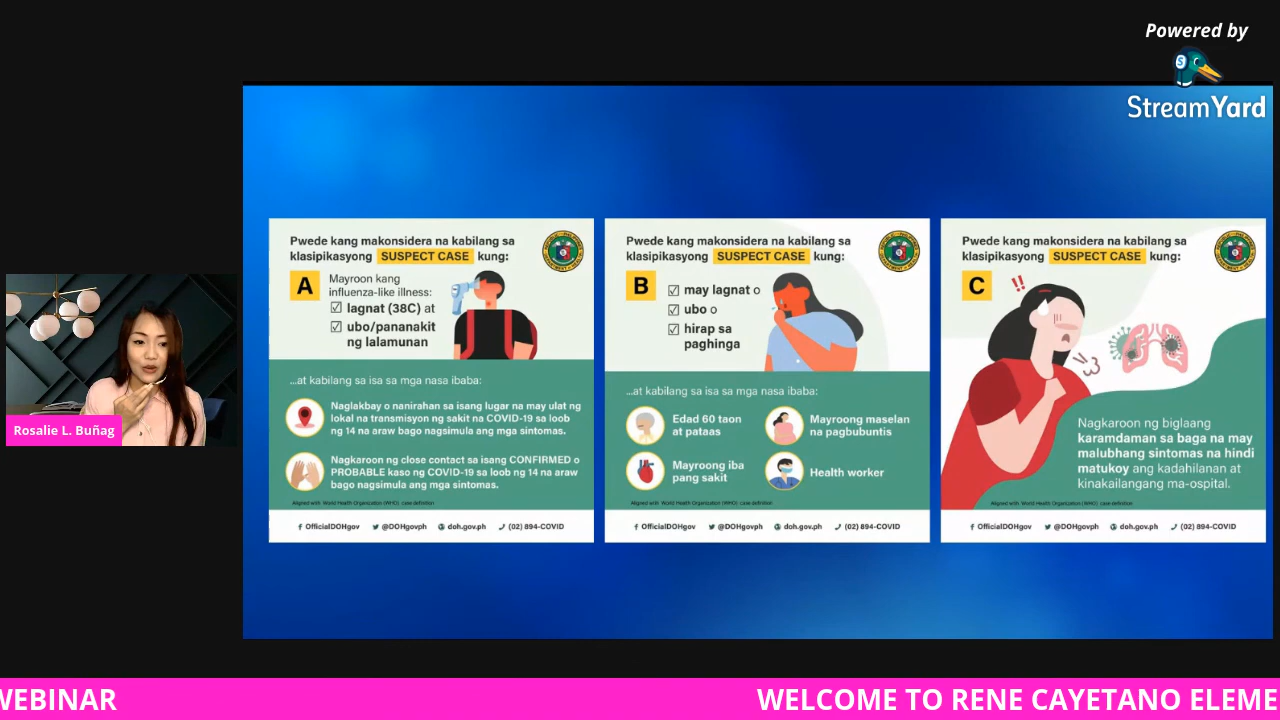 Powered by
StreamYard
Pwede kang makonsidera na kabilang sa
klasipikasyong SUSPECT CASE kung:
A
Mayroon kang
influenza-like illness:
lagnat (38C) at
ubo/pananakit
ng lalamunan
...at kabilang sa isa sa mga nasa ibaba:
Naglakbay o nanirahan sa isang lugar na may ulat ng
lokal na transmisyon ng sakit na COVID-19 sa loob
ng 14 na araw bago nagsimula ang mga sintomas.
Nagkaroon ng close contact sa isang CONFIRMED o
PROBABLE kaso ng COVID-19 sa loob ng 14 na araw
bago nagsimula ang mga sintomas.
Aligned with World Health Organization (WHO) case definition
OfficialDOHgov @DOHgovph doh.gov.ph (02) 894-COVID
Pwede kang makonsidera na kabilang sa
klasipikasyong SUSPECT CASE kung:
B
may lagnat o
ubo o
hirap sa
paghinga
...at kabilang sa isa sa mga nasa ibaba:
Edad 60 taon
at pataas
Mayroong maselan
na pagbubuntis
Mayroong iba
pang sakit
Health worker
Aligned with World Health Organization (WHO) case definition
OfficialDOHgov @DOHgovph doh.gov.ph (02) 894-COVID
Pwede kang makonsidera na kabilang sa
klasipikasyong SUSPECT CASE kung:
C
Nagkaroon ng biglaang
karamdaman sa baga na may
malubhang sintomas na hindi
matukoy ang kadahilanan at
kinakailangang ma-ospital.
Aligned with World Health Organization (WHO) case definition
OfficialDOHgov @DOHgovph doh.gov.ph (02) 894-COVID
Rosalie L. Buñag
WEBINAR WELCOME TO RENE CAYETANO ELEME